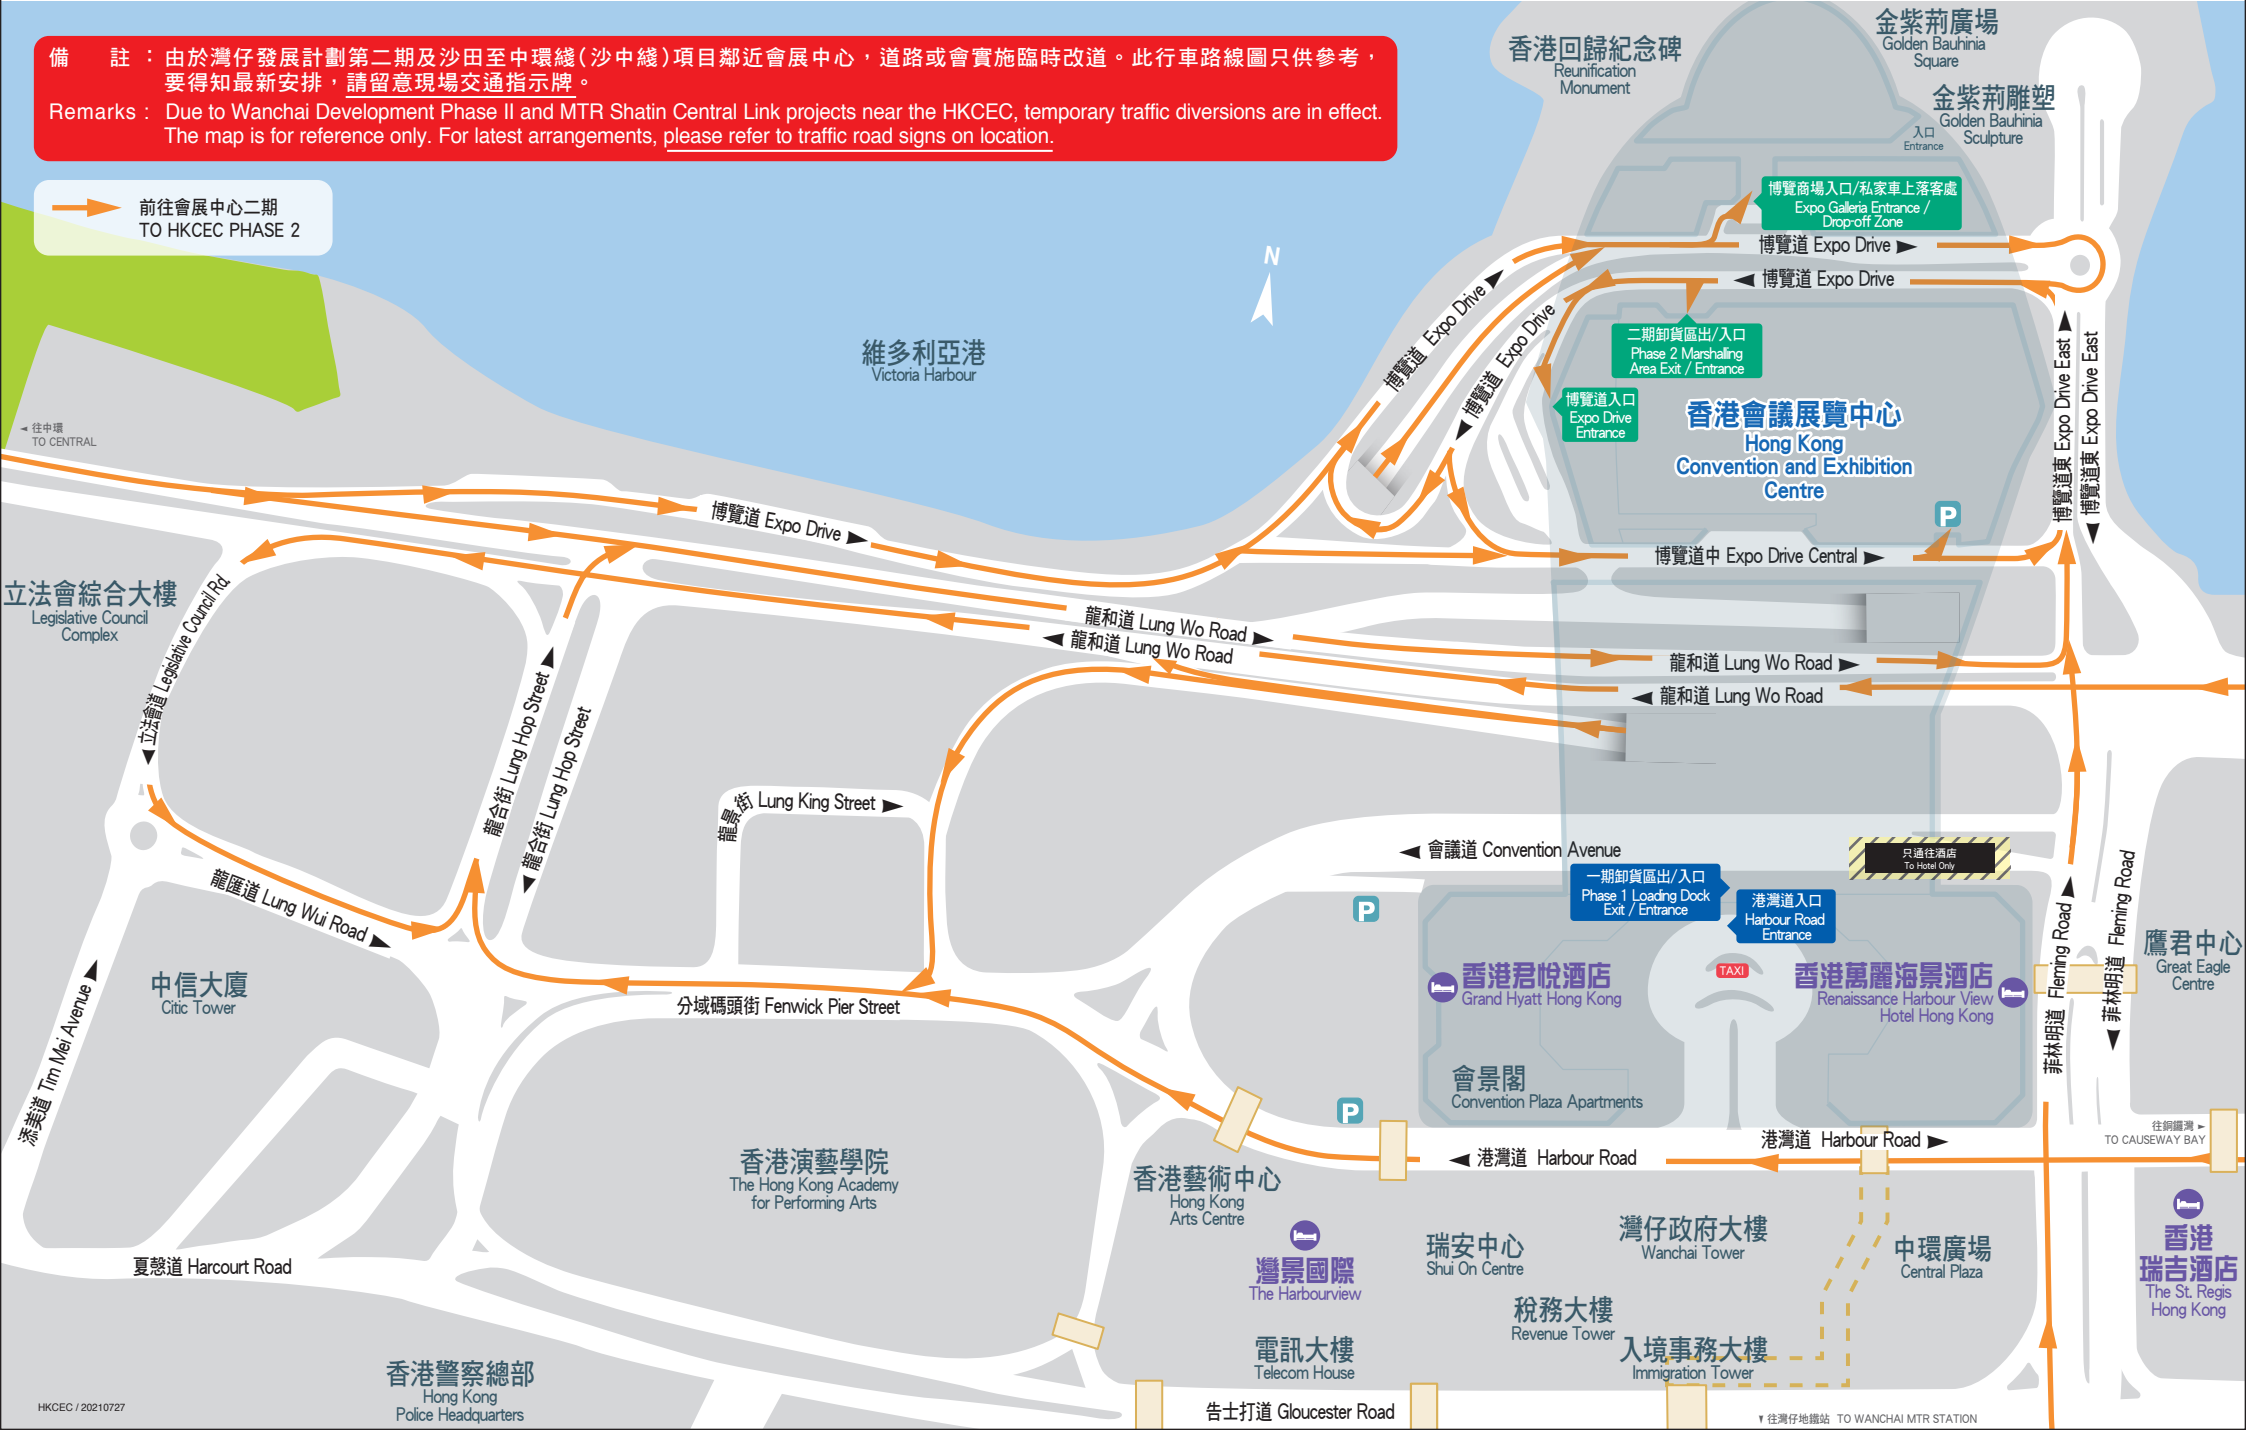 備　　註：由於灣仔發展計劃第二期及沙田至中環綫(沙中綫)項目鄰近會展中心，道路或會實施臨時改道。此行車路線圖只供參考，
要得知最新安排，請留意現場交通指示牌。
Remarks : Due to Wanchai Development Phase II and MTR Shatin Central Link projects near the HKCEC, temporary traffic diversions are in effect.
The map is for reference only. For latest arrangements, please refer to traffic road signs on location.
前往會展中心二期
TO HKCEC PHASE 2
香港回歸紀念碑
Reunification
Monument
金紫荊廣場
Golden Bauhinia
Square
金紫荊雕塑
Golden Bauhinia
Sculpture
入口
Entrance
博覽商場入口/私家車上落客處
Expo Galleria Entrance /
Drop-off Zone
博覽道 Expo Drive
博覽道 Expo Drive
N
維多利亞港
Victoria Harbour
博覽道 Expo Drive
博覽道 Expo Drive
二期卸貨區出/入口
Phase 2 Marshalling
Area Exit / Entrance
博覽道入口
Expo Drive
Entrance
香港會議展覽中心
Hong Kong
Convention and Exhibition
Centre
博覽道東 Expo Drive East
博覽道東 Expo Drive East
P
往中環
TO CENTRAL
博覽道 Expo Drive
博覽道中 Expo Drive Central
立法會綜合大樓
Legislative Council
Complex
立法會道 Legislative Council Rd.
龍和道 Lung Wo Road
龍和道 Lung Wo Road
龍和道 Lung Wo Road
龍和道 Lung Wo Road
龍合街 Lung Hop Street
龍合街 Lung Hop Street
龍景街 Lung King Street
會議道 Convention Avenue
只通往酒店
To Hotel Only
一期卸貨區出/入口
Phase 1 Loading Dock
Exit / Entrance
港灣道入口
Harbour Road
Entrance
P
龍匯道 Lung Wui Road
中信大廈
Citic Tower
添美道 Tim Mei Avenue
分域碼頭街 Fenwick Pier Street
香港君悅酒店
Grand Hyatt Hong Kong
TAXI
香港萬麗海景酒店
Renaissance Harbour View
Hotel Hong Kong
菲林明道 Fleming Road
菲林明道 Fleming Road
鷹君中心
Great Eagle
Centre
會景閣
Convention Plaza Apartments
P
港灣道 Harbour Road
港灣道 Harbour Road
往銅鑼灣
TO CAUSEWAY BAY
香港演藝學院
The Hong Kong Academy
for Performing Arts
香港藝術中心
Hong Kong
Arts Centre
灣景國際
The Harbourview
瑞安中心
Shui On Centre
灣仔政府大樓
Wanchai Tower
中環廣場
Central Plaza
香港
瑞吉酒店
The St. Regis
Hong Kong
夏慤道 Harcourt Road
稅務大樓
Revenue Tower
電訊大樓
Telecom House
入境事務大樓
Immigration Tower
香港警察總部
Hong Kong
Police Headquarters
告士打道 Gloucester Road
往灣仔地鐵站 TO WANCHAI MTR STATION
HKCEC / 20210727